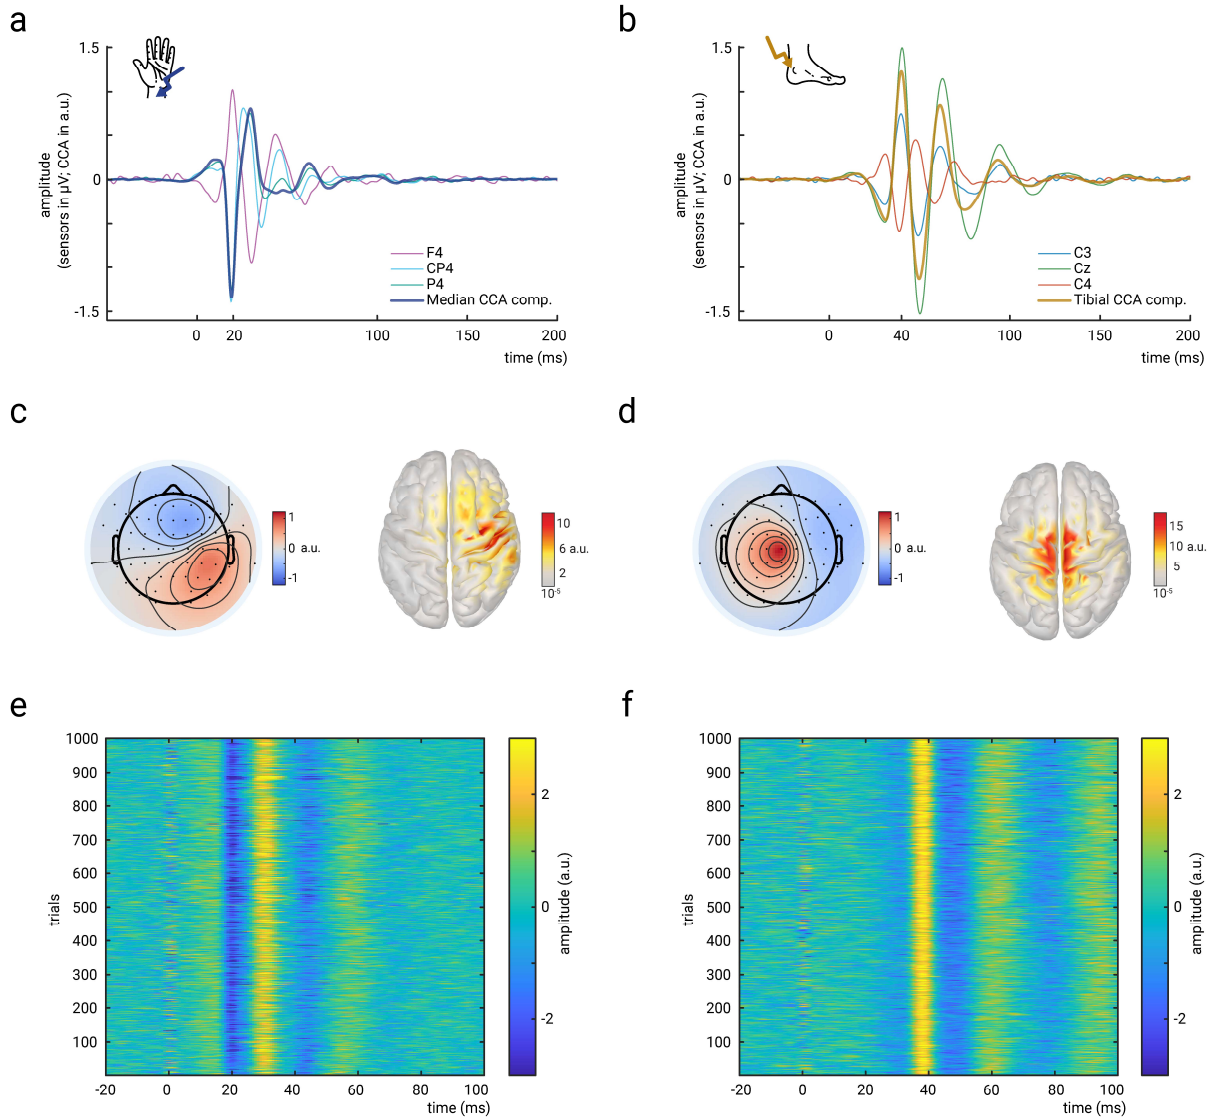 a
1.5
0
-1.5
amplitude
(sensors in µV; CCA in a.u.)
F4
CP4
P4
Median CCA comp.
0 20 100 150 200
time (ms)
b
1.5
0
-1.5
amplitude
(sensors in µV; CCA in a.u.)
C3
Cz
C4
Tibial CCA comp.
0 40 100 150 200
time (ms)
c
1
0 a.u.
-1
10
6 a.u.
2
10-5
d
1
0 a.u.
-1
15
10 a.u.
5
10-5
e
1000
900
800
700
600
500
400
300
200
100
trials
-20 0 20 40 60 80 100
time (ms)
2
0
-2
amplitude (a.u.)
f
1000
900
800
700
600
500
400
300
200
100
trials
-20 0 20 40 60 80 100
time (ms)
2
0
-2
amplitude (a.u.)